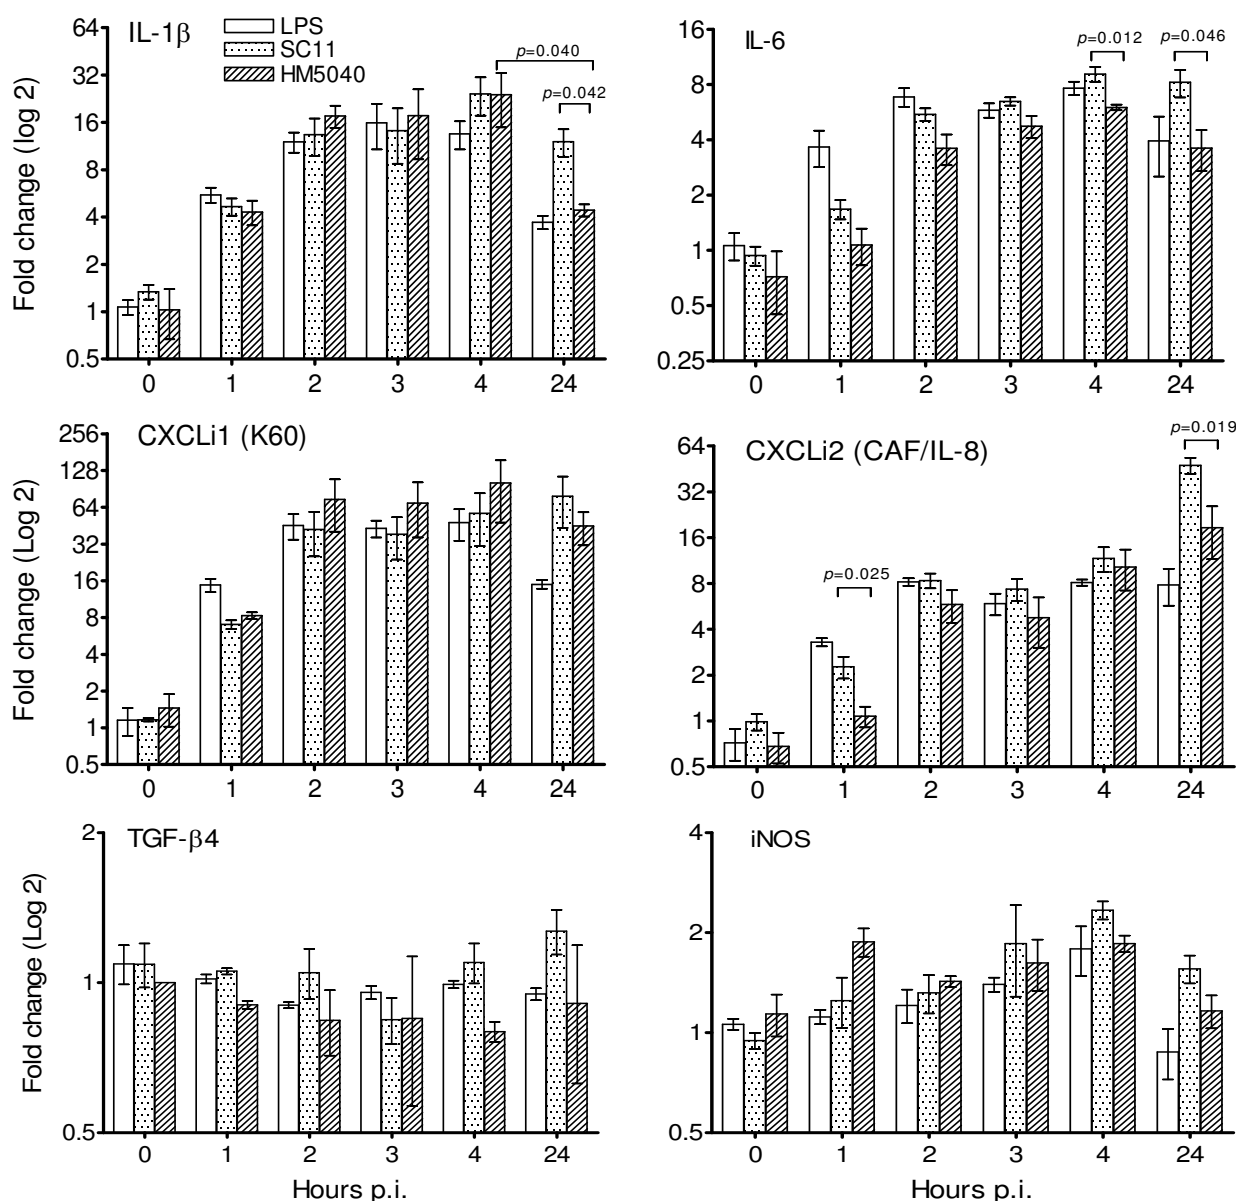 IL-1β
LPS
SC11
HM5040
p=0.040
p=0.042
Fold change (log 2)
64
32
16
8
4
2
1
0.5
0 1 2 3 4 24
IL-6
p=0.012
p=0.046
16
8
4
2
1
0.5
0.25
0 1 2 3 4 24
CXCLi1 (K60)
Fold change (Log 2)
256
128
64
32
16
8
4
2
1
0.5
0 1 2 3 4 24
CXCLi2 (CAF/IL-8)
p=0.025
p=0.019
64
32
16
8
4
2
1
0.5
0 1 2 3 4 24
TGF-β4
Fold change (Log 2)
2
1
0.5
0 1 2 3 4 24
Hours p.i.
iNOS
4
2
1
0.5
0 1 2 3 4 24
Hours p.i.